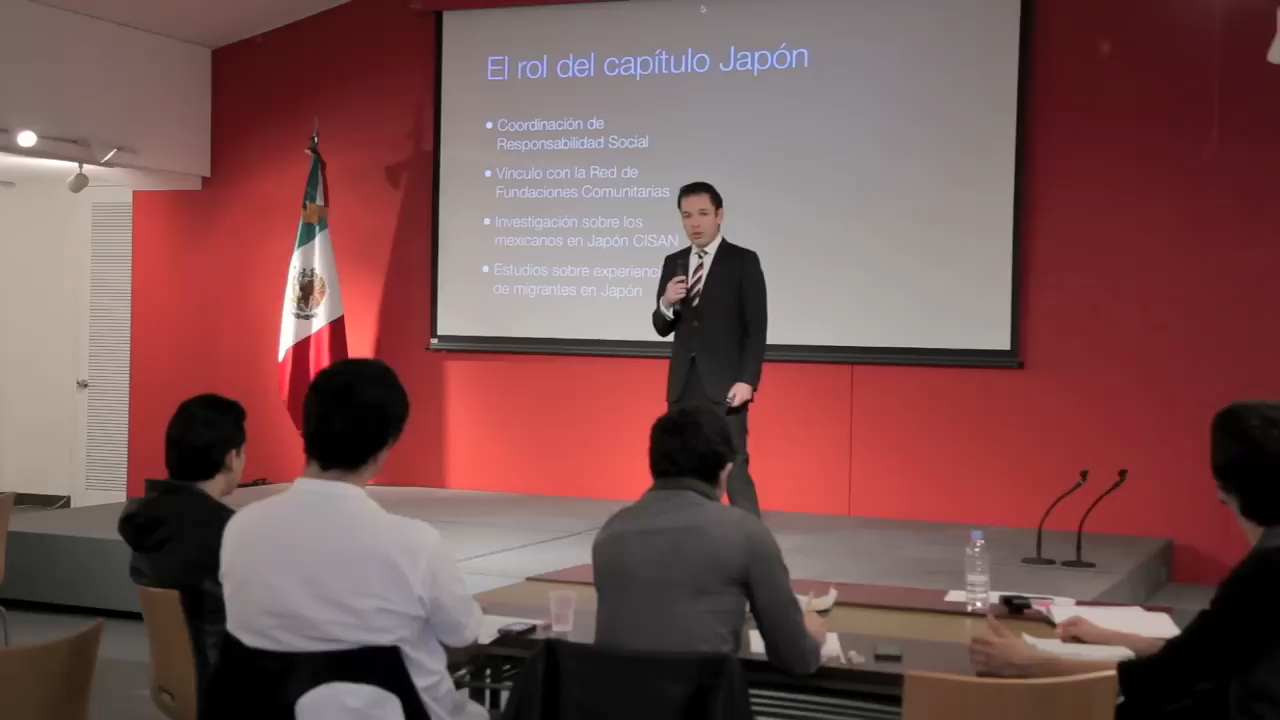 El rol del capítulo Japón
• Coordinación de
Responsabilidad Social
• Vínculo con la Red de
Fundaciones Comunitarias
• Investigación sobre los
mexicanos en Japón CISAN
• Estudios sobre experienc
de migrantes en Japón